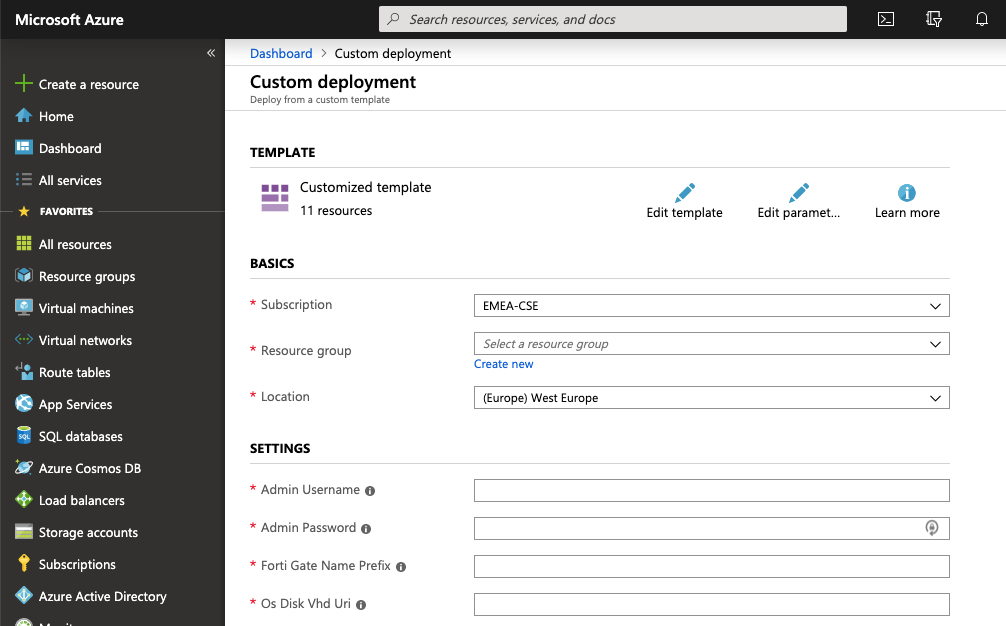 Microsoft Azure
Search resources, services, and docs
«
Create a resource
Home
Dashboard
All services
FAVORITES
All resources
Resource groups
Virtual machines
Virtual networks
Route tables
App Services
SQL databases
Azure Cosmos DB
Load balancers
Storage accounts
Subscriptions
Azure Active Directory
Dashboard > Custom deployment
Custom deployment
Deploy from a custom template
TEMPLATE
Customized template
11 resources
Edit template
Edit paramet...
Learn more
BASICS
* Subscription
EMEA-CSE
* Resource group
Select a resource group
Create new
* Location
(Europe) West Europe
SETTINGS
* Admin Username
* Admin Password
* Forti Gate Name Prefix
* Os Disk Vhd Uri